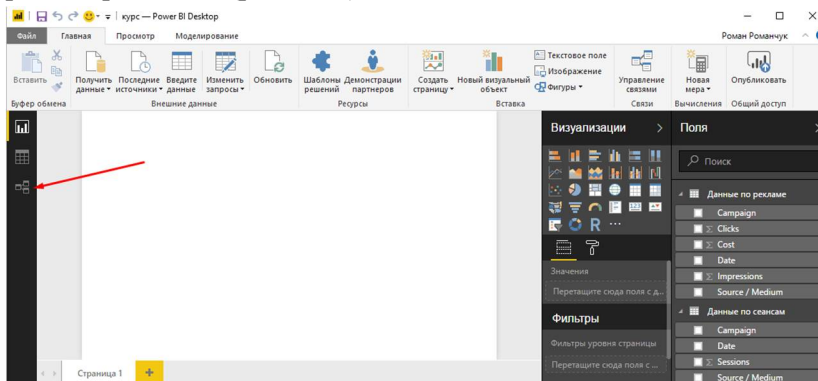 курс — Power BI Desktop
Файл Главная Просмотр Моделирование Роман Романчук
Вставить
Получить данные
Последние источники
Введите данные
Изменить запросы
Обновить
Шаблоны решений
Демонстрации партнеров
Создать страницу
Новый визуальный объект
Текстовое поле
Изображение
Фигуры
Управление связями
Новая мера
Опубликовать
Буфер обмена Внешние данные Ресурсы Вставка Связи Вычисления Общий доступ
Визуализации >
R ...
Значения
Перетащите сюда поля с д...
Фильтры
Фильтры уровня страницы
Перетащите сюда поля с ...
Поля >
Поиск
Данные по рекламе
Campaign
Σ Clicks
Σ Cost
Date
Σ Impressions
Source / Medium
Данные по сеансам
Campaign
Date
Σ Sessions
Source / Medium
Страница 1 +